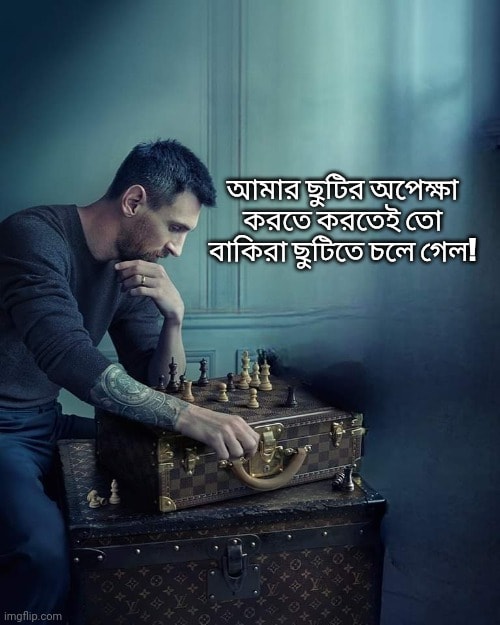 আমার ছুটির অপেক্ষা
করতে করতেই তো
বাকিরা ছুটিতে চলে গেল!
imgflip.com